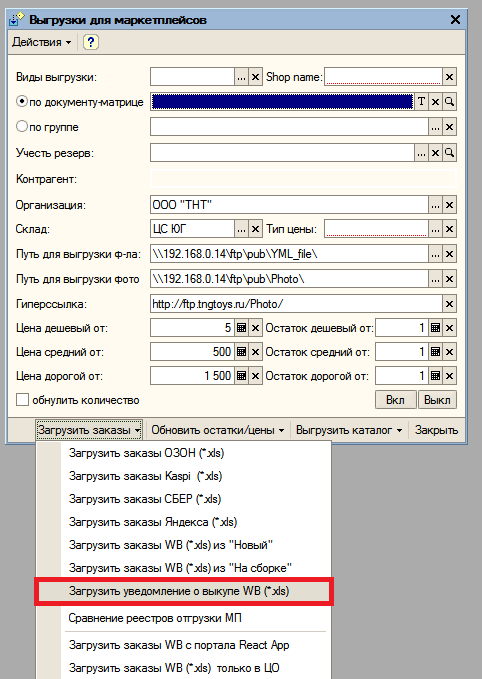 Выгрузки для маркетплейсов
Действия
?
Виды выгрузки: ... Shop name:
по документу-матрице T
по группе ...
Учесть резерв: ...
Контрагент:
Организация: ООО "ТНТ" ...
Склад: ЦС ЮГ ... Тип цены: ...
Путь для выгрузки ф-ла: \\192.168.0.14\ftp\pub\YML_file\ ...
Путь для выгрузки фото \\192.168.0.14\ftp\pub\Photo\ ...
Гиперссылка: http://ftp.tngtoys.ru/Photo/
Цена дешевый от: 5 Остаток дешевый от: 1
Цена средний от: 500 Остаток средний от: 1
Цена дорогой от: 1 500 Остаток дорогой от: 1
обнулить количество Вкл Выкл
Загрузить заказы Обновить остатки/цены Выгрузить каталог Закрыть
Загрузить заказы ОЗОН (*.xls)
Загрузить заказы Kaspi (*.xls)
Загрузить заказы СБЕР (*.xls)
Загрузить заказы Яндекса (*.xls)
Загрузить заказы WB (*.xls) из "Новый"
Загрузить заказы WB (*.xls) из "На сборке"
Загрузить уведомление о выкупе WB (*.xls)
Сравнение реестров отгрузки МП
Загрузить заказы WB с портала React App
Загрузить заказы WB (*.xls) только в ЦО